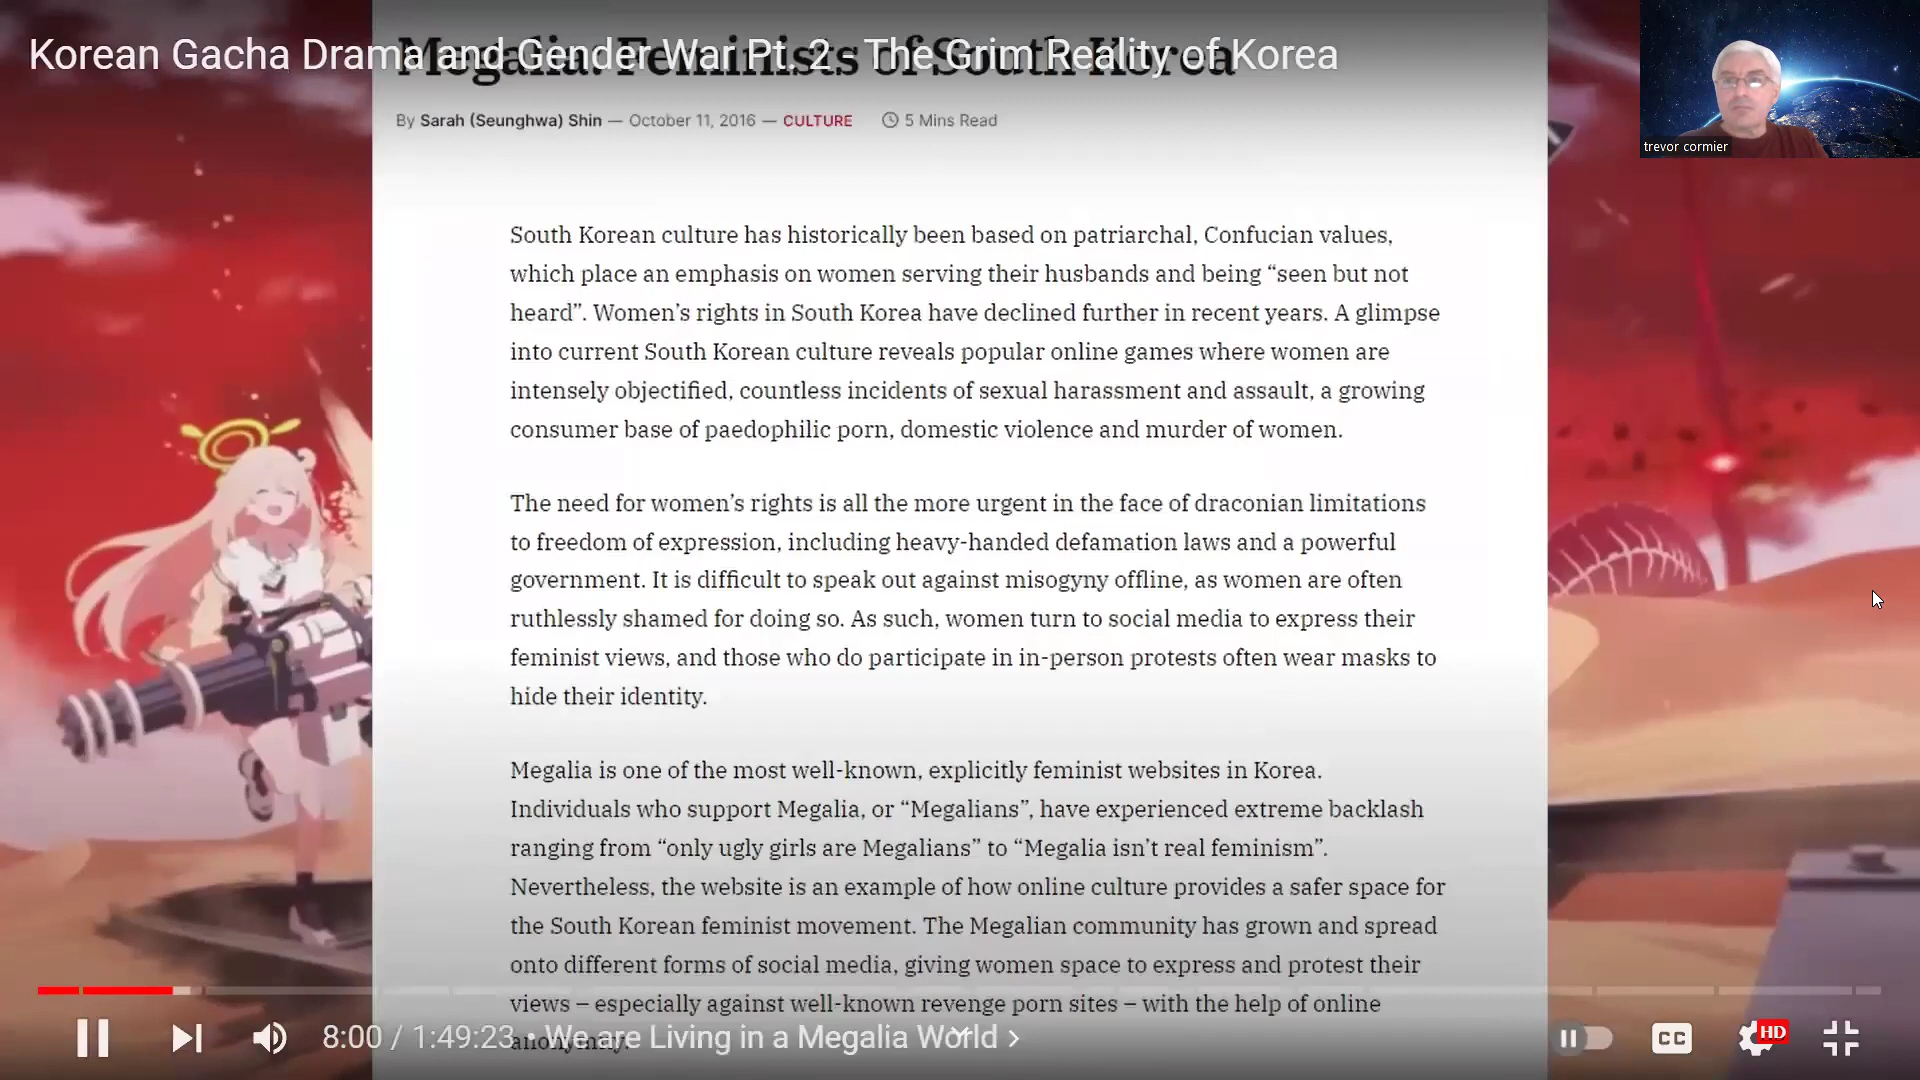 Korean Gacha Drama and Gender War Pt. 2 - The Grim Reality of Korea
Megalia: Feminists of South Korea
By Sarah (Seunghwa) Shin — October 11, 2016 — CULTURE 5 Mins Read
trevor cormier
South Korean culture has historically been based on patriarchal, Confucian values,
which place an emphasis on women serving their husbands and being “seen but not
heard”. Women’s rights in South Korea have declined further in recent years. A glimpse
into current South Korean culture reveals popular online games where women are
intensely objectified, countless incidents of sexual harassment and assault, a growing
consumer base of paedophilic porn, domestic violence and murder of women.
The need for women’s rights is all the more urgent in the face of draconian limitations
to freedom of expression, including heavy-handed defamation laws and a powerful
government. It is difficult to speak out against misogyny offline, as women are often
ruthlessly shamed for doing so. As such, women turn to social media to express their
feminist views, and those who do participate in in-person protests often wear masks to
hide their identity.
Megalia is one of the most well-known, explicitly feminist websites in Korea.
Individuals who support Megalia, or “Megalians”, have experienced extreme backlash
ranging from “only ugly girls are Megalians” to “Megalia isn’t real feminism”.
Nevertheless, the website is an example of how online culture provides a safer space for
the South Korean feminist movement. The Megalian community has grown and spread
onto different forms of social media, giving women space to express and protest their
views – especially against well-known revenge porn sites – with the help of online
anonymity.
8:00 / 1:49:23 • We are Living in a Megalia World >
CC
HD